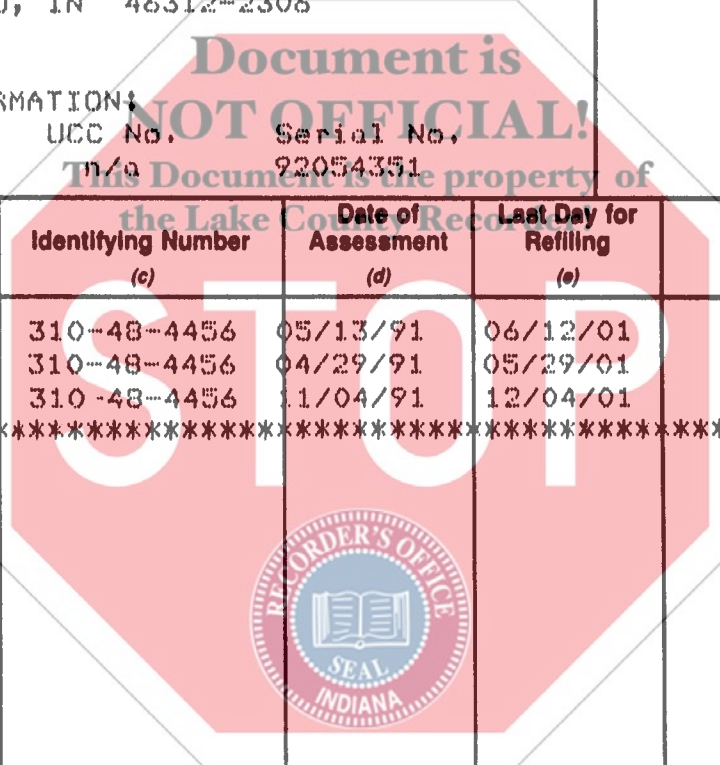 IN 46312-2306
Document is
RMATION:
NOT OFFICIAL!
UCC No. Serial No.
n/a 92054351
This Document is the property of
the Lake County Recorder!
Identifying Number Date of Assessment Last Day for Refiling
(c) (d) (e)
310-48-4456 05/13/91 06/12/01
310-48-4456 04/29/91 05/29/01
310-48-4456 11/04/91 12/04/01
********************************************
STOP
RECORDER'S OFFICE
SEAL
INDIANA